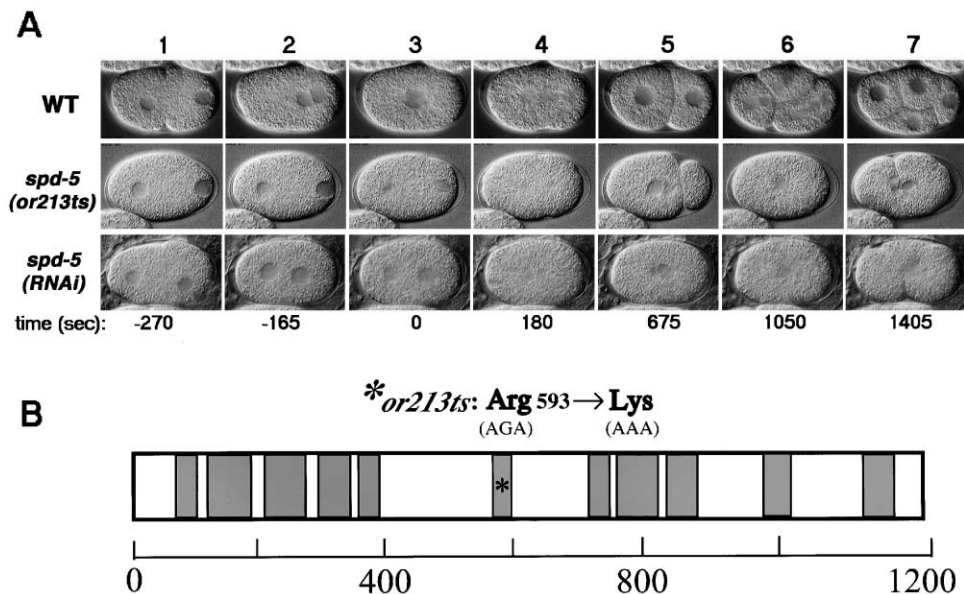 A
1 2 3 4 5 6 7
WT
spd-5
(or213ts)
spd-5
(RNAi)
time (sec): -270 -165 0 180 675 1050 1405
B
*or213ts: Arg 593→Lys
(AGA) (AAA)
*
0 400 800 1200